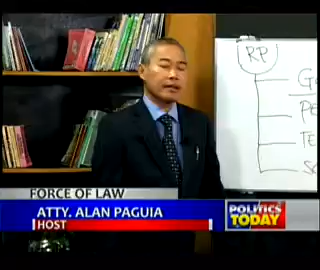 RP
FORCE OF LAW
ATTY. ALAN PAGUIA
HOST
POLITICS
TODAY